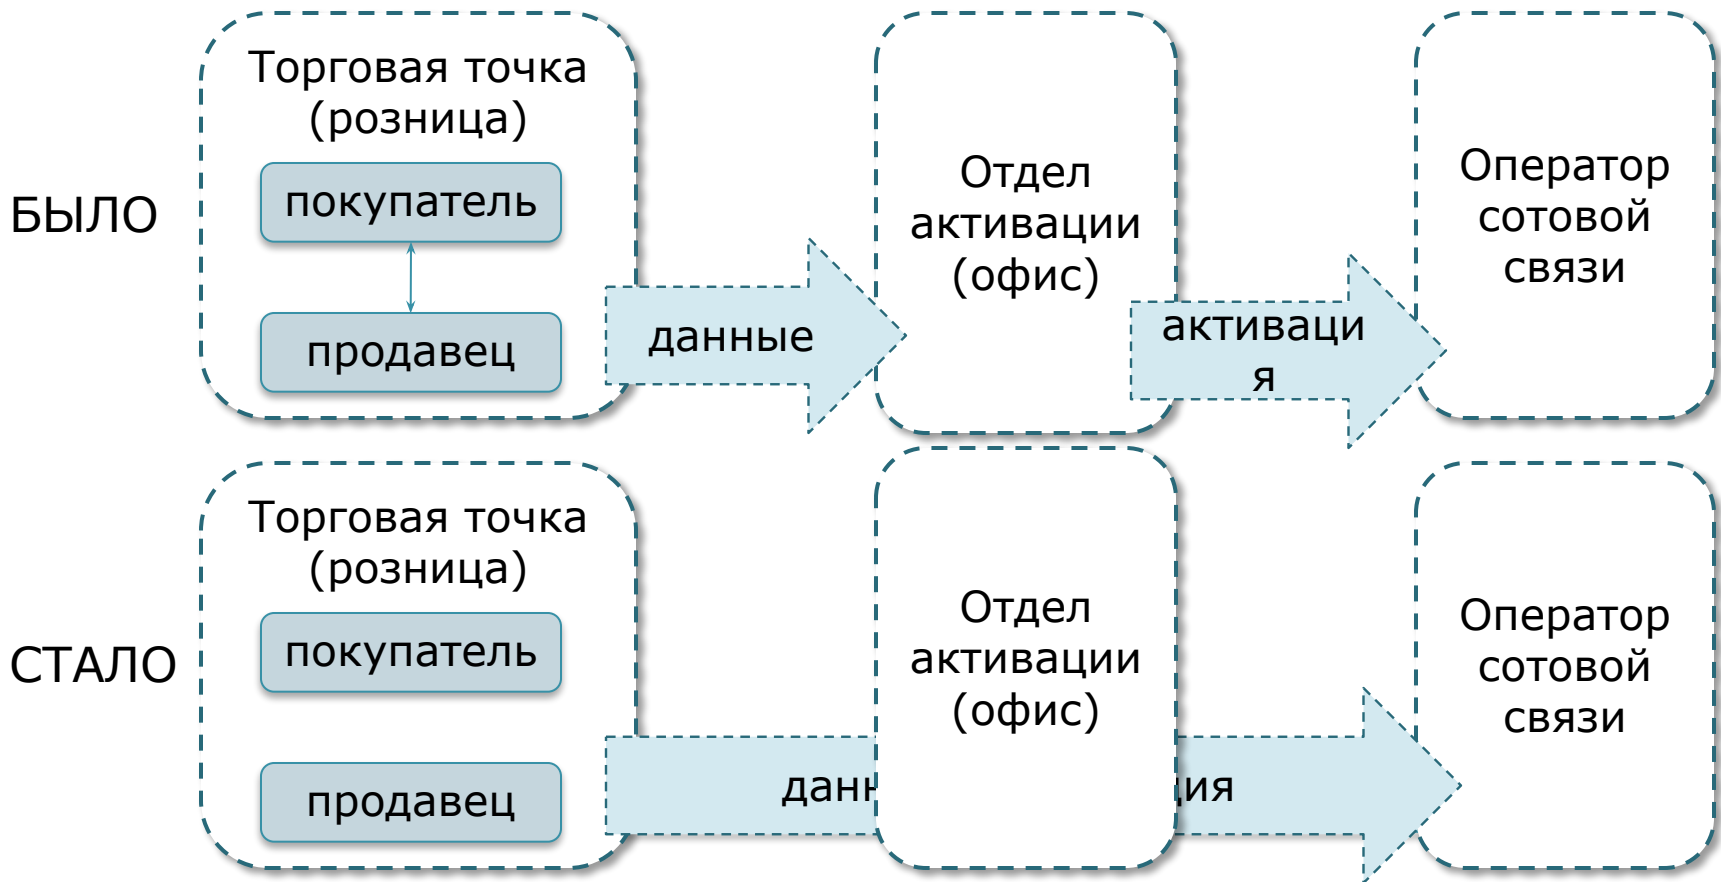 БЫЛО
Торговая точка
(розница)
покупатель
продавец
данные
Отдел
активации
(офис)
активаци
я
Оператор
сотовой
связи
СТАЛО
Торговая точка
(розница)
покупатель
продавец
Отдел
активации
(офис)
Оператор
сотовой
связи